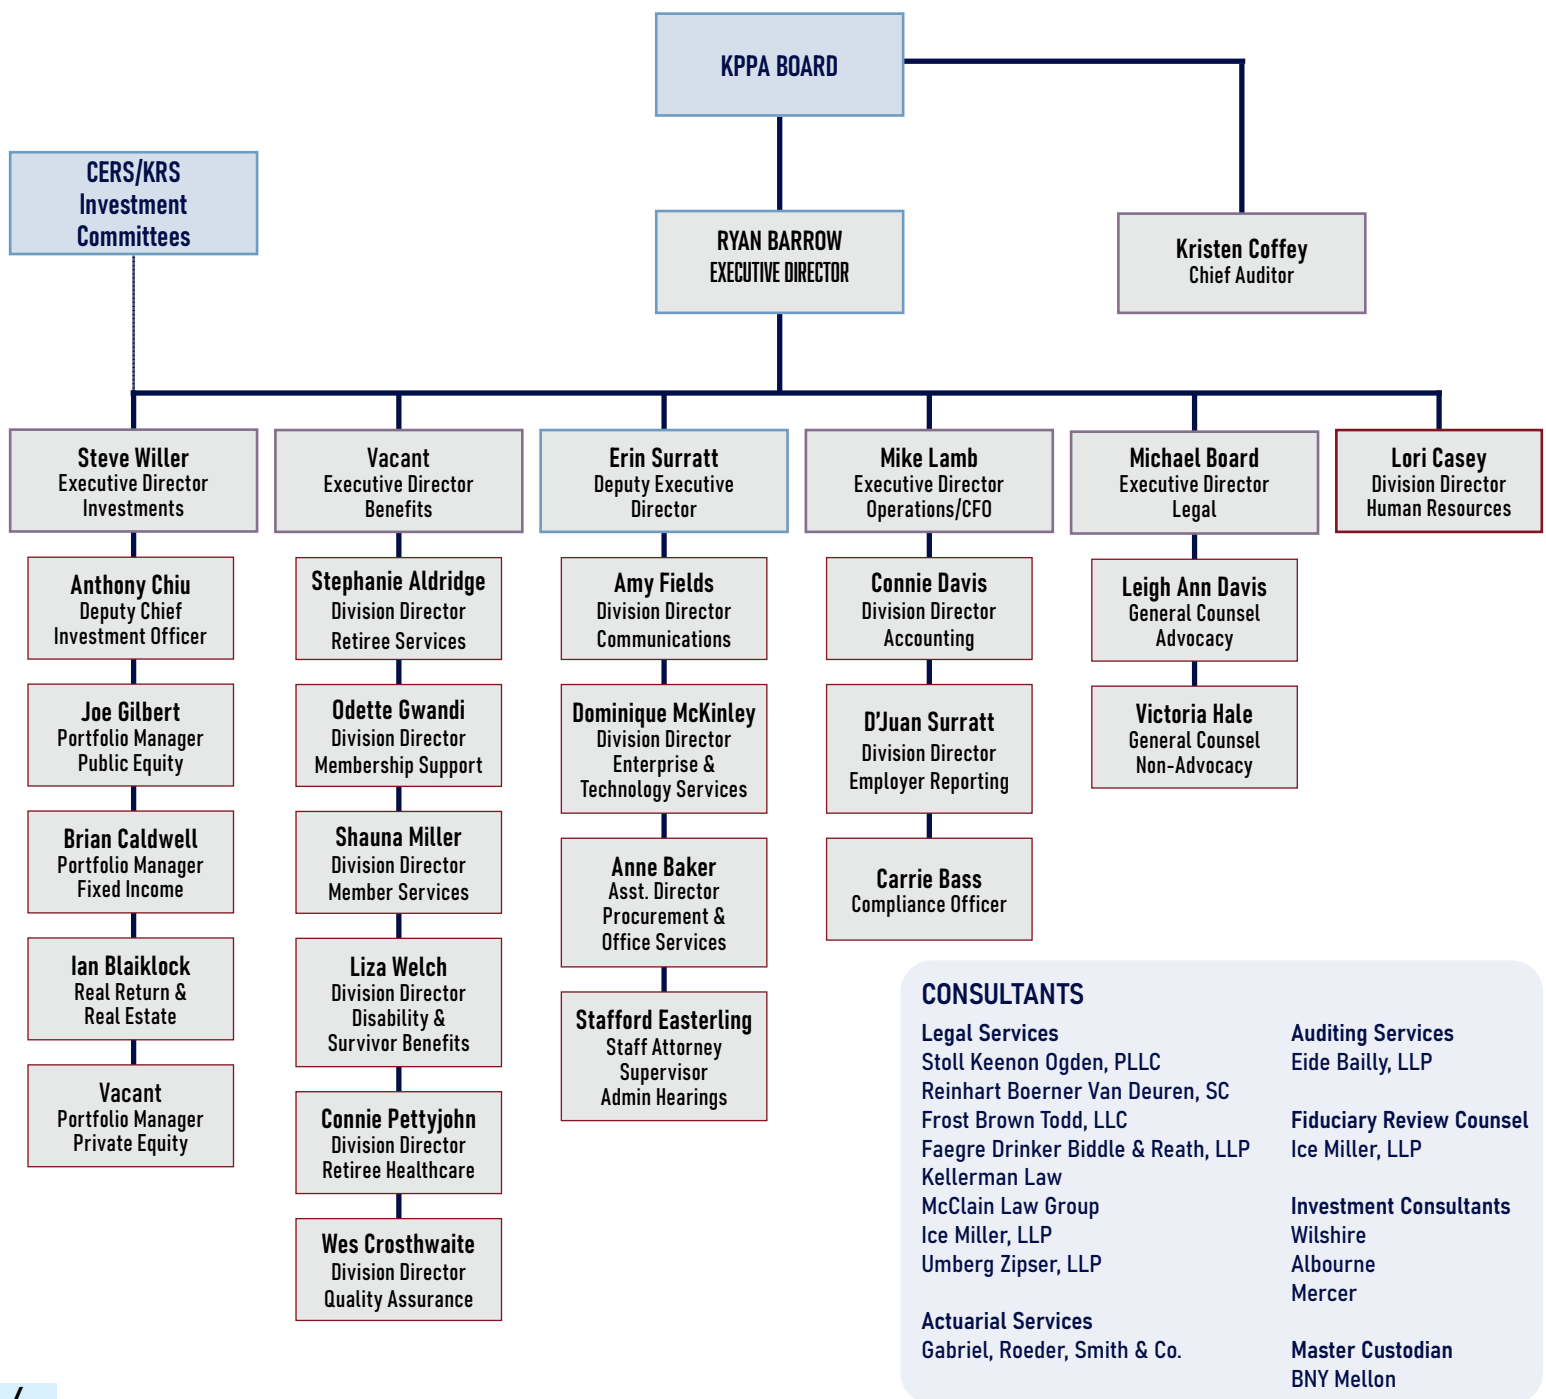 KPPA BOARD
CERS/KRS
Investment
Committees
RYAN BARROW
EXECUTIVE DIRECTOR
Kristen Coffey
Chief Auditor
Steve Willer
Executive Director
Investments
Anthony Chiu
Deputy Chief
Investment Officer
Joe Gilbert
Portfolio Manager
Public Equity
Brian Caldwell
Portfolio Manager
Fixed Income
Ian Blaiklock
Real Return &
Real Estate
Vacant
Portfolio Manager
Private Equity
Vacant
Executive Director
Benefits
Stephanie Aldridge
Division Director
Retiree Services
Odette Gwandi
Division Director
Membership Support
Shauna Miller
Division Director
Member Services
Liza Welch
Division Director
Disability &
Survivor Benefits
Connie Pettyjohn
Division Director
Retiree Healthcare
Wes Crosthwaite
Division Director
Quality Assurance
Erin Surratt
Deputy Executive
Director
Amy Fields
Division Director
Communications
Dominique McKinley
Division Director
Enterprise &
Technology Services
Anne Baker
Asst. Director
Procurement &
Office Services
Stafford Easterling
Staff Attorney
Supervisor
Admin Hearings
Mike Lamb
Executive Director
Operations/CFO
Connie Davis
Division Director
Accounting
D'Juan Surratt
Division Director
Employer Reporting
Carrie Bass
Compliance Officer
Michael Board
Executive Director
Legal
Leigh Ann Davis
General Counsel
Advocacy
Victoria Hale
General Counsel
Non-Advocacy
Lori Casey
Division Director
Human Resources
CONSULTANTS
Legal Services
Stoll Keenon Ogden, PLLC
Reinhart Boerner Van Deuren, SC
Frost Brown Todd, LLC
Faegre Drinker Biddle & Reath, LLP
Kellerman Law
McClain Law Group
Ice Miller, LLP
Umberg Zipser, LLP
Actuarial Services
Gabriel, Roeder, Smith & Co.
Auditing Services
Eide Bailly, LLP
Fiduciary Review Counsel
Ice Miller, LLP
Investment Consultants
Wilshire
Albourne
Mercer
Master Custodian
BNY Mellon